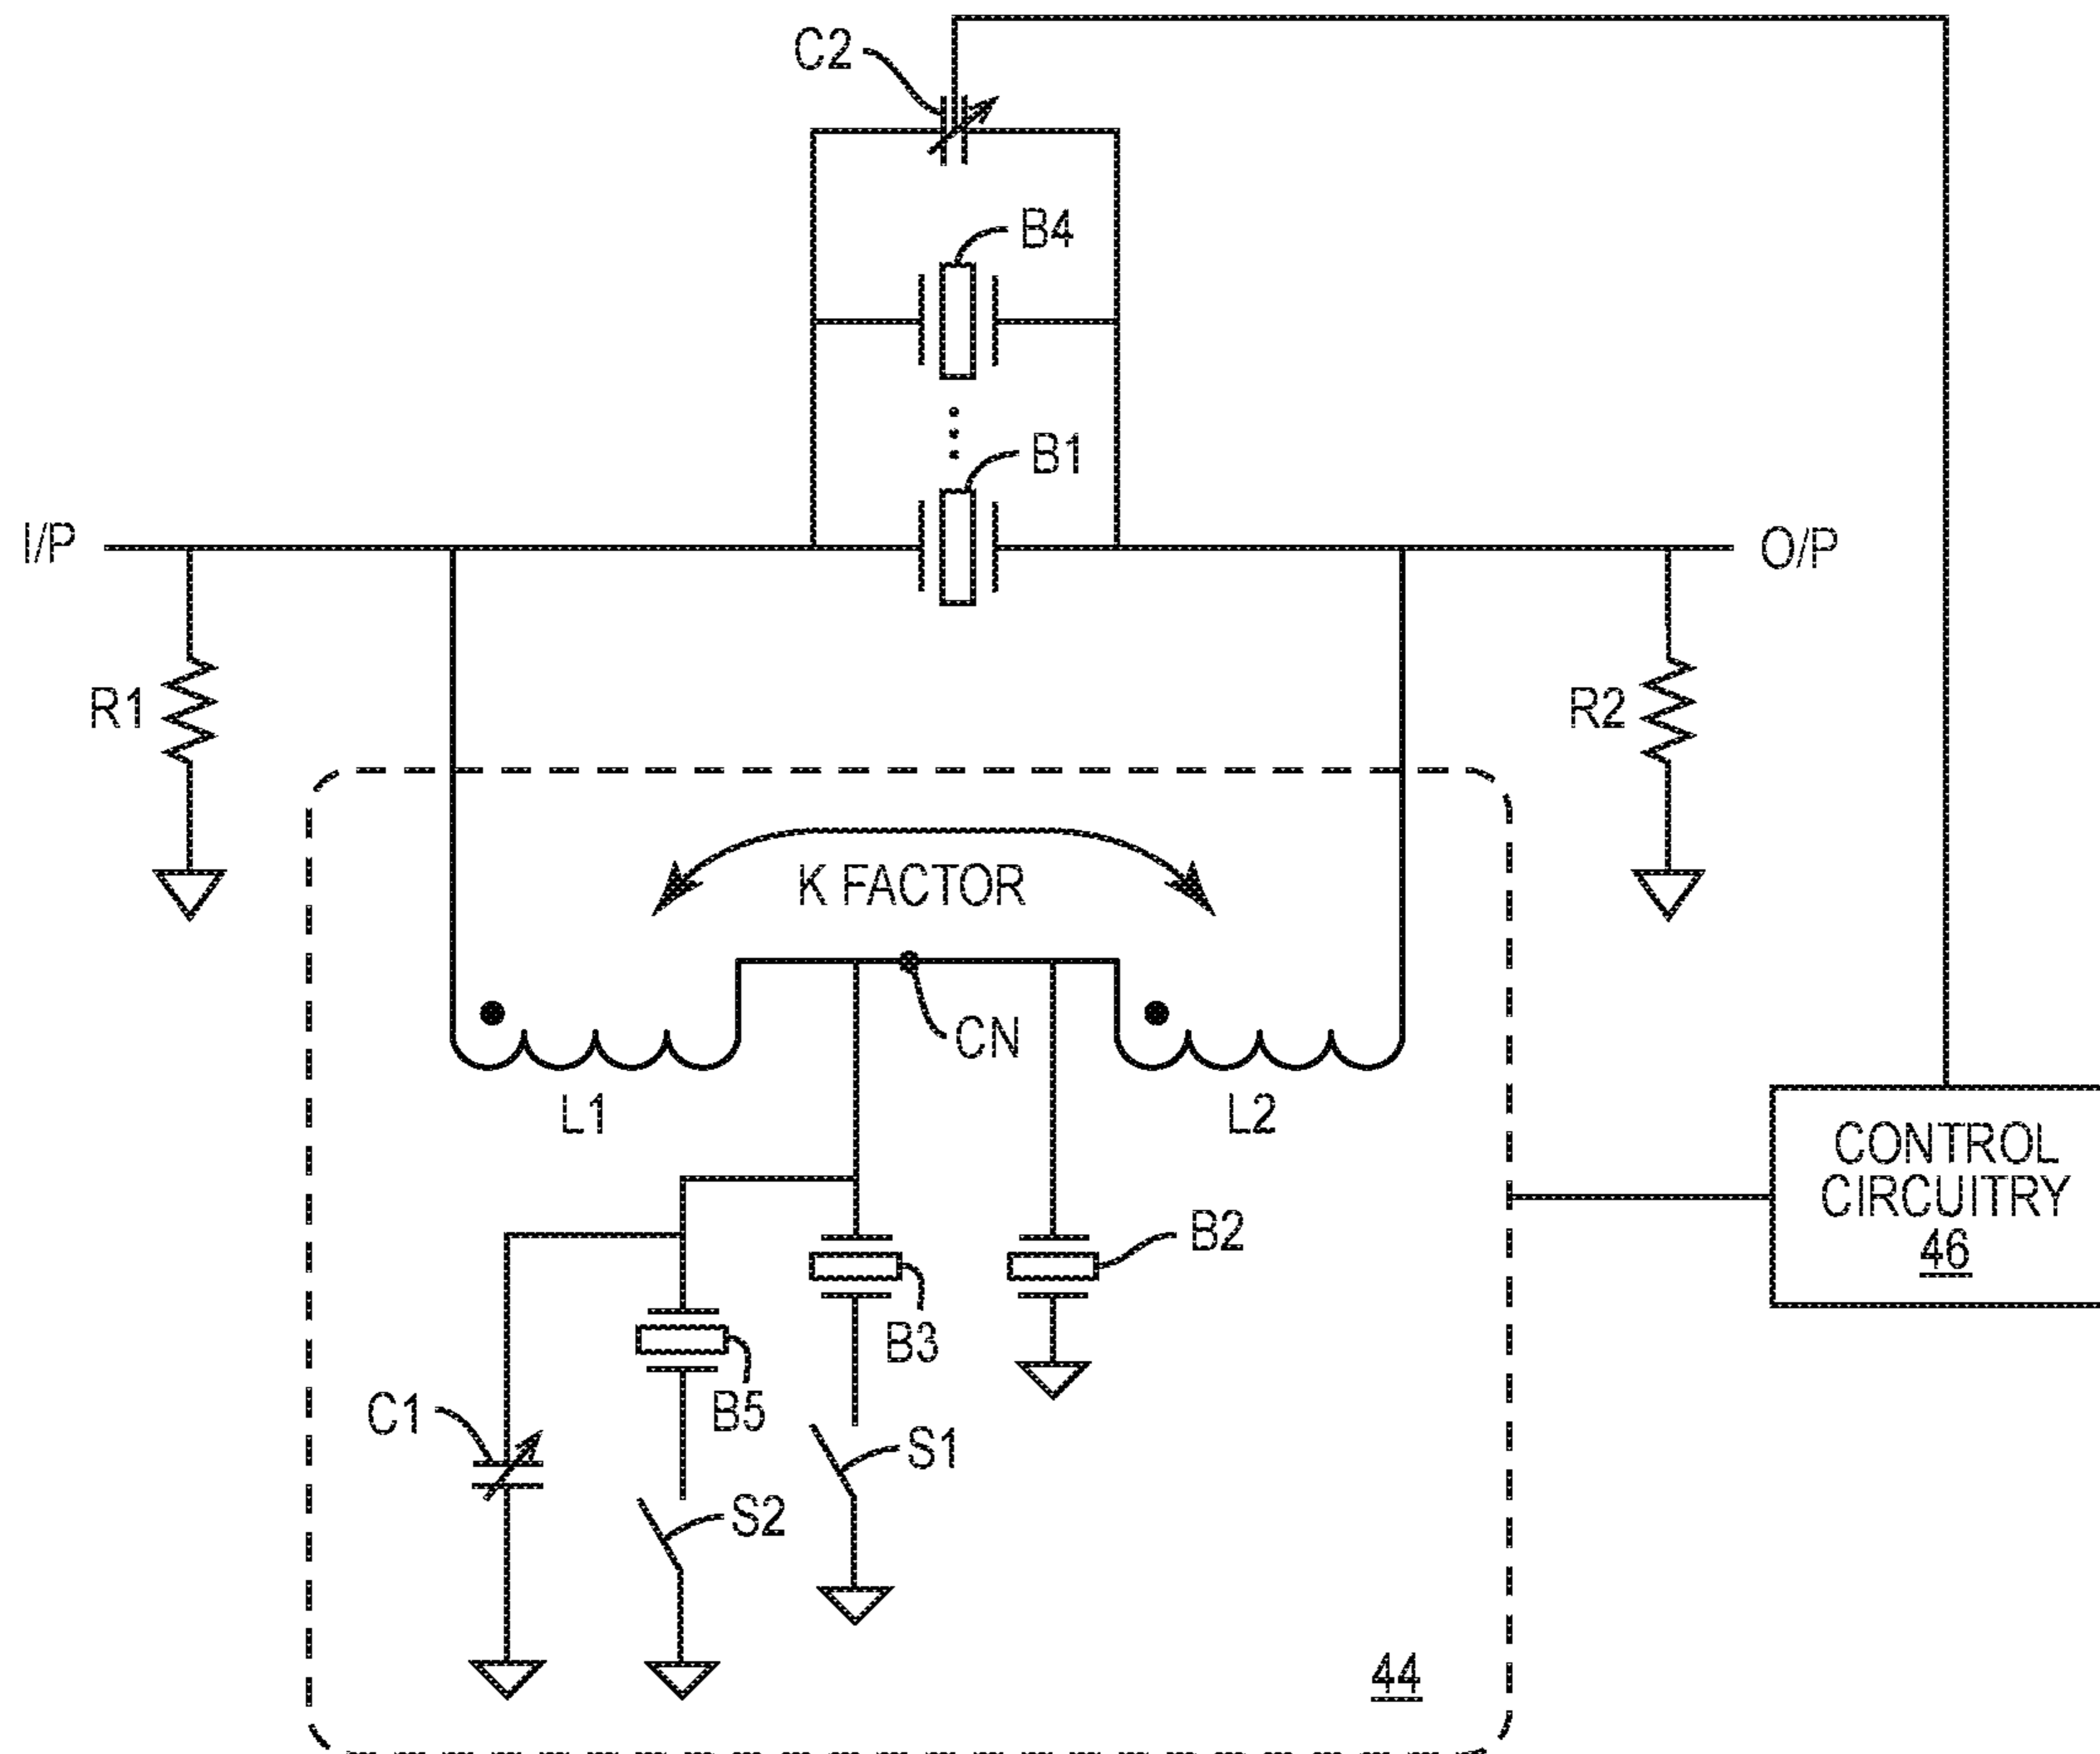 C2
B4
B1
I/P
O/P
R1
R2
K FACTOR
CN
L1
L2
CONTROL
CIRCUITRY
46
B2
B3
B5
C1
S1
S2
44